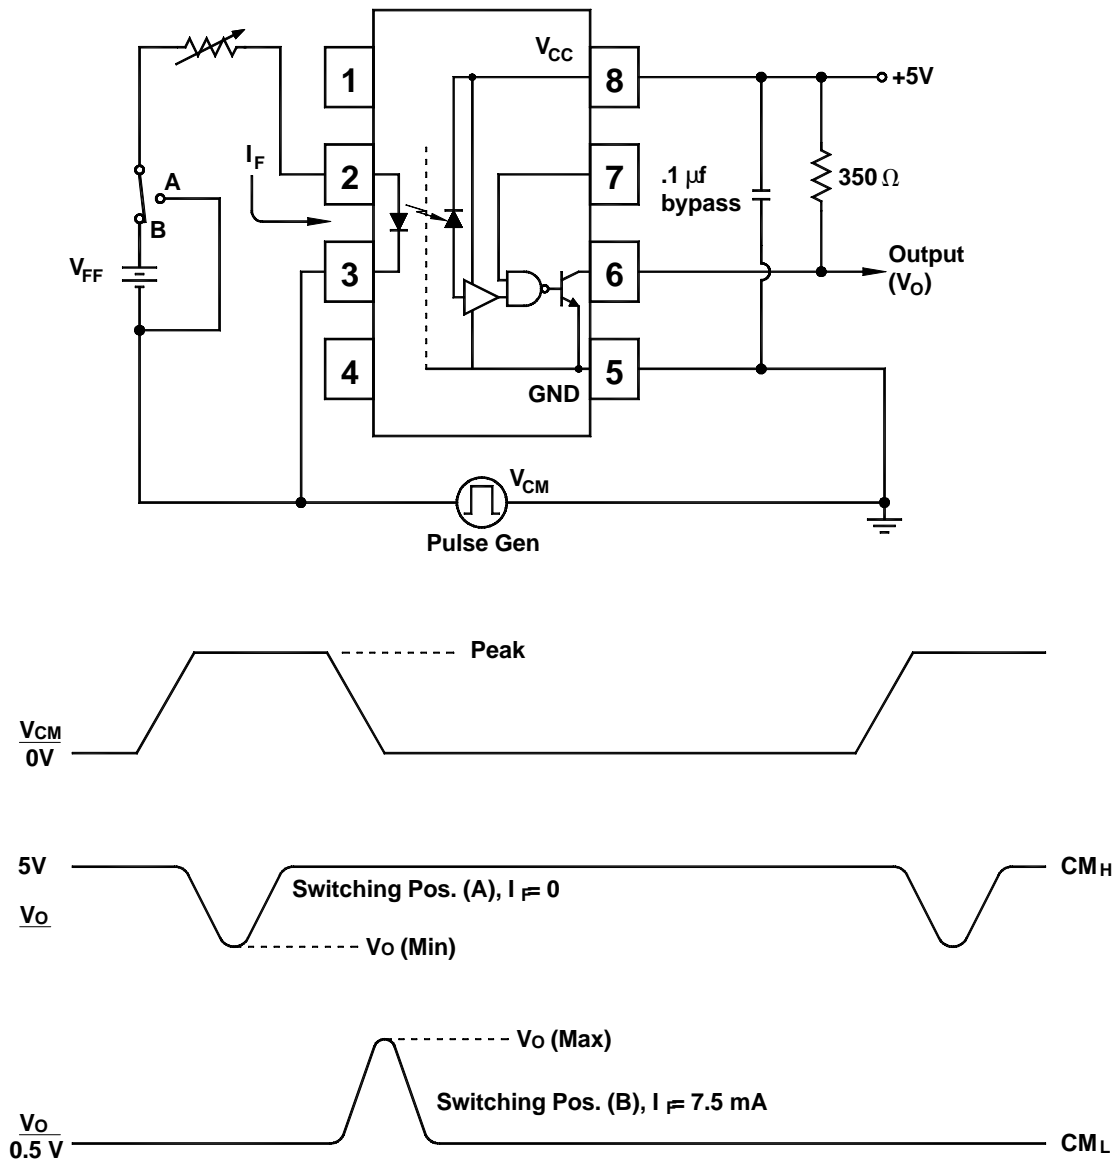 VCC
1
8
+5V
IF
2
7
.1 µf
bypass
350 Ω
A
B
VFF
3
6
Output
(VO)
4
5
GND
VCM
Pulse Gen
Peak
VCM
0V
5V
CMH
Switching Pos. (A), I F= 0
VO
VO (Min)
VO (Max)
Switching Pos. (B), I F= 7.5 mA
VO
0.5 V
CML